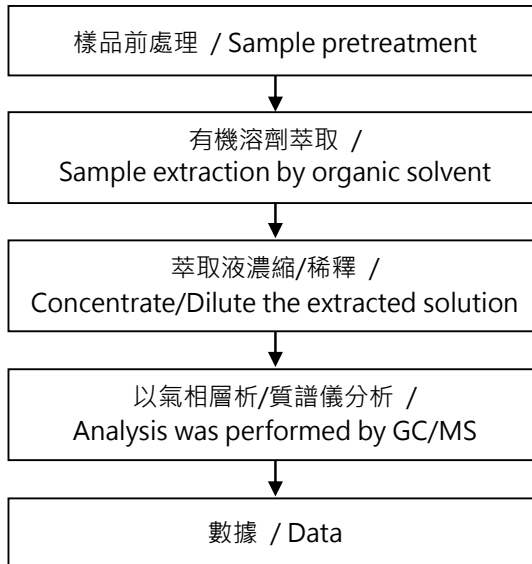 樣品前處理 / Sample pretreatment
有機溶劑萃取 /
Sample extraction by organic solvent
萃取液濃縮/稀釋 /
Concentrate/Dilute the extracted solution
以氣相層析/質譜儀分析 /
Analysis was performed by GC/MS
數據 / Data